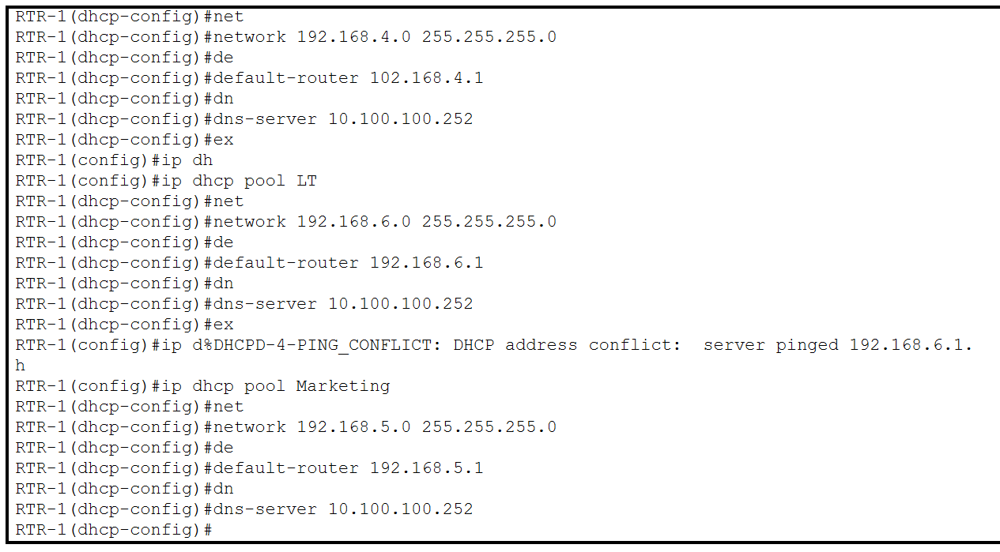 RTR-1(dhcp-config)#net
RTR-1(dhcp-config)#network 192.168.4.0 255.255.255.0
RTR-1(dhcp-config)#de
RTR-1(dhcp-config)#default-router 102.168.4.1
RTR-1(dhcp-config)#dn
RTR-1(dhcp-config)#dns-server 10.100.100.252
RTR-1(dhcp-config)#ex
RTR-1(config)#ip dh
RTR-1(config)#ip dhcp pool LT
RTR-1(dhcp-config)#net
RTR-1(dhcp-config)#network 192.168.6.0 255.255.255.0
RTR-1(dhcp-config)#de
RTR-1(dhcp-config)#default-router 192.168.6.1
RTR-1(dhcp-config)#dn
RTR-1(dhcp-config)#dns-server 10.100.100.252
RTR-1(dhcp-config)#ex
RTR-1(config)#ip d%DHCPD-4-PING_CONFLICT: DHCP address conflict:  server pinged 192.168.6.1.
h
RTR-1(config)#ip dhcp pool Marketing
RTR-1(dhcp-config)#net
RTR-1(dhcp-config)#network 192.168.5.0 255.255.255.0
RTR-1(dhcp-config)#de
RTR-1(dhcp-config)#default-router 192.168.5.1
RTR-1(dhcp-config)#dn
RTR-1(dhcp-config)#dns-server 10.100.100.252
RTR-1(dhcp-config)#